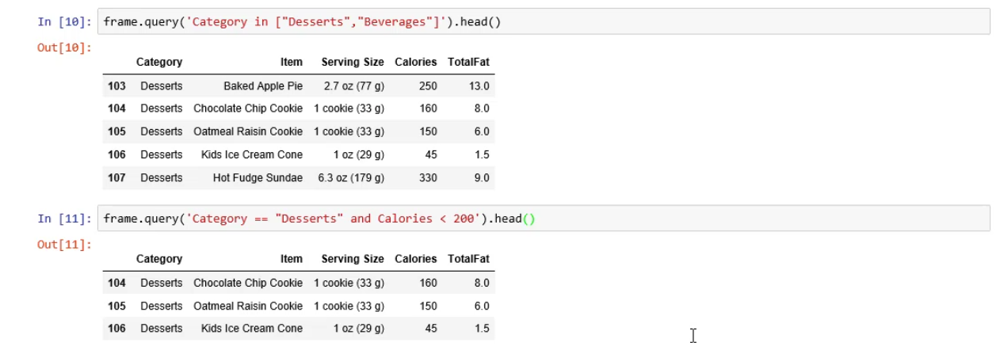 In [10]: frame.query('Category in ["Desserts","Beverages"]').head()
Out[10]:
Category Item Serving Size Calories TotalFat
103 Desserts Baked Apple Pie 2.7 oz (77 g) 250 13.0
104 Desserts Chocolate Chip Cookie 1 cookie (33 g) 160 8.0
105 Desserts Oatmeal Raisin Cookie 1 cookie (33 g) 150 6.0
106 Desserts Kids Ice Cream Cone 1 oz (29 g) 45 1.5
107 Desserts Hot Fudge Sundae 6.3 oz (179 g) 330 9.0
In [11]: frame.query('Category == "Desserts" and Calories < 200').head()
Out[11]:
Category Item Serving Size Calories TotalFat
104 Desserts Chocolate Chip Cookie 1 cookie (33 g) 160 8.0
105 Desserts Oatmeal Raisin Cookie 1 cookie (33 g) 150 6.0
106 Desserts Kids Ice Cream Cone 1 oz (29 g) 45 1.5